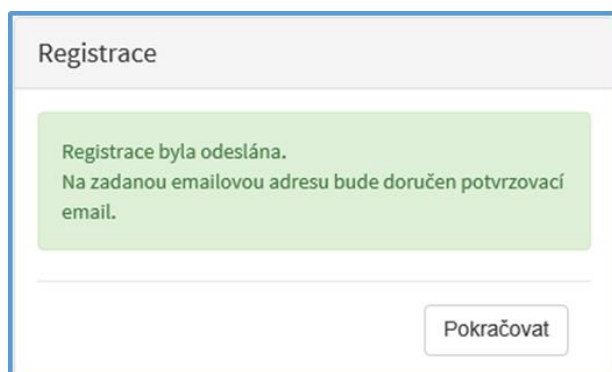 Registrace
Registrace byla odeslána.
Na zadanou emailovou adresu bude doručen potvrzovací
email.
Pokračovat